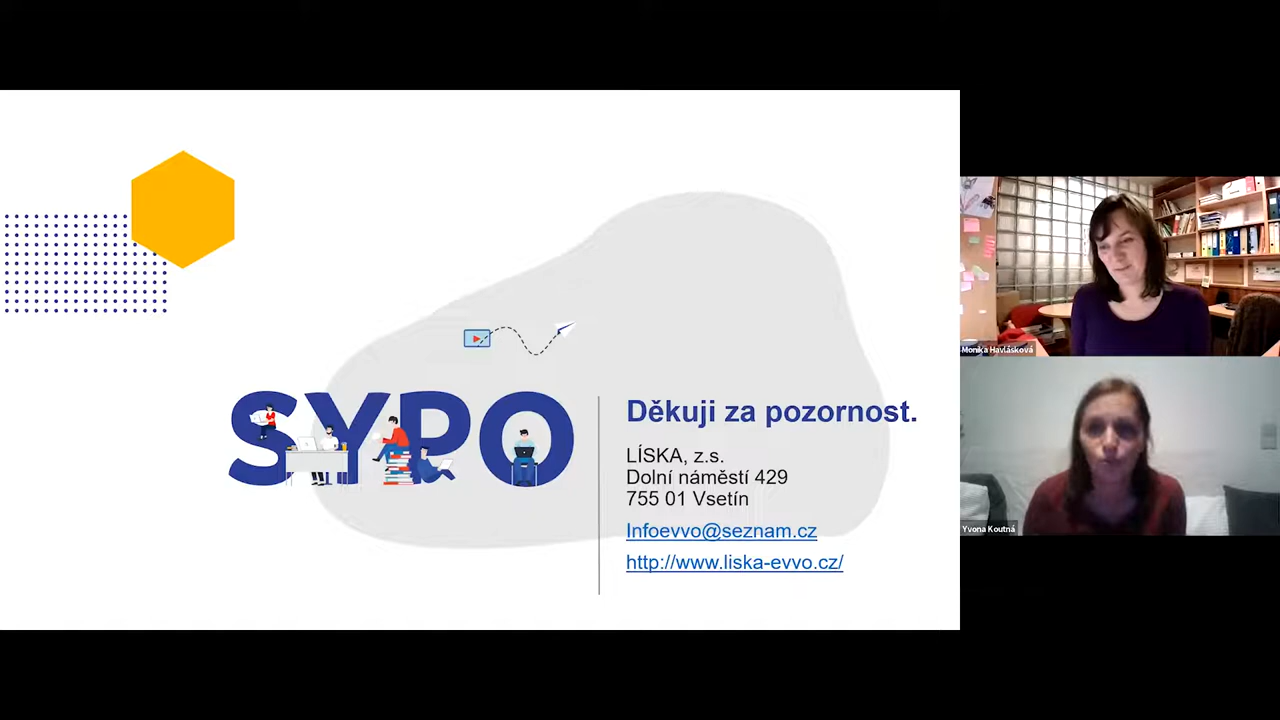 SYPO
Děkuji za pozornost.
LÍSKA, z.s.
Dolní náměstí 429
755 01 Vsetín
Infoevvo@seznam.cz
http://www.liska-evvo.cz/
Monika Havlásková
Yvona Koutná